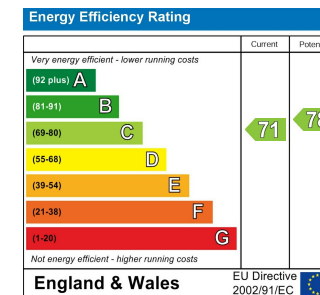 Energy Efficiency Rating
Current
Very energy efficient - lower running costs
(92 plus) A
(81-91) B
(69-80) C
71
(55-68) D
(39-54) E
(21-38) F
(1-20) G
Not energy efficient - higher running costs
England & Wales
EU Directive
2002/91/EC